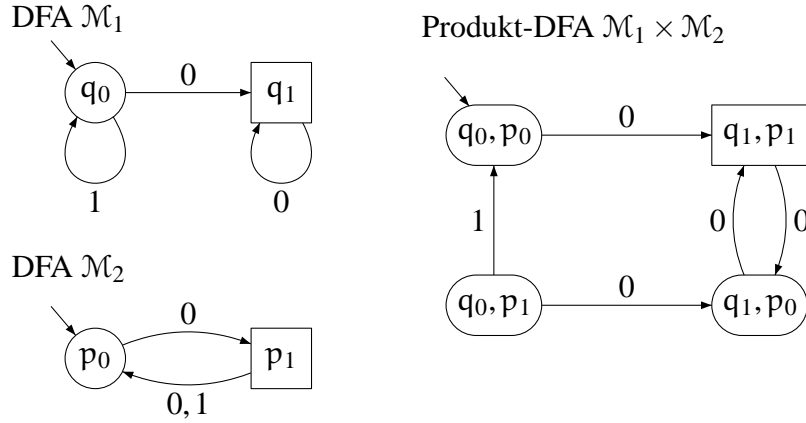 DFA ℳ₁
q₀
0
q₁
1
0
DFA ℳ₂
p₀
0
p₁
0, 1
Produkt-DFA ℳ₁ × ℳ₂
q₀, p₀
0
q₁, p₁
1
0
0
q₀, p₁
0
q₁, p₀